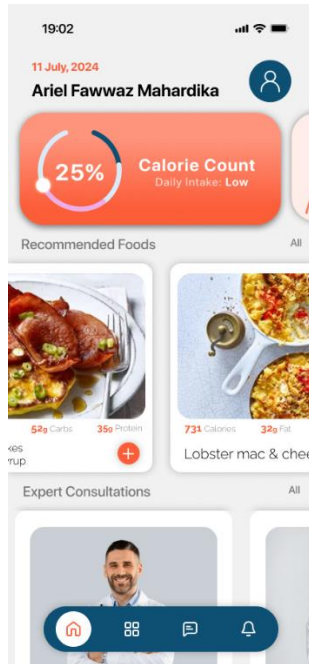 19:02
11 July, 2024
Ariel Fawwaz Mahardika
25%
Calorie Count
Daily Intake: Low
Recommended Foods
All
52g Carbs
35g Protein
kes
rup
731 Calories
32g Fat
Lobster mac & chee
Expert Consultations
All